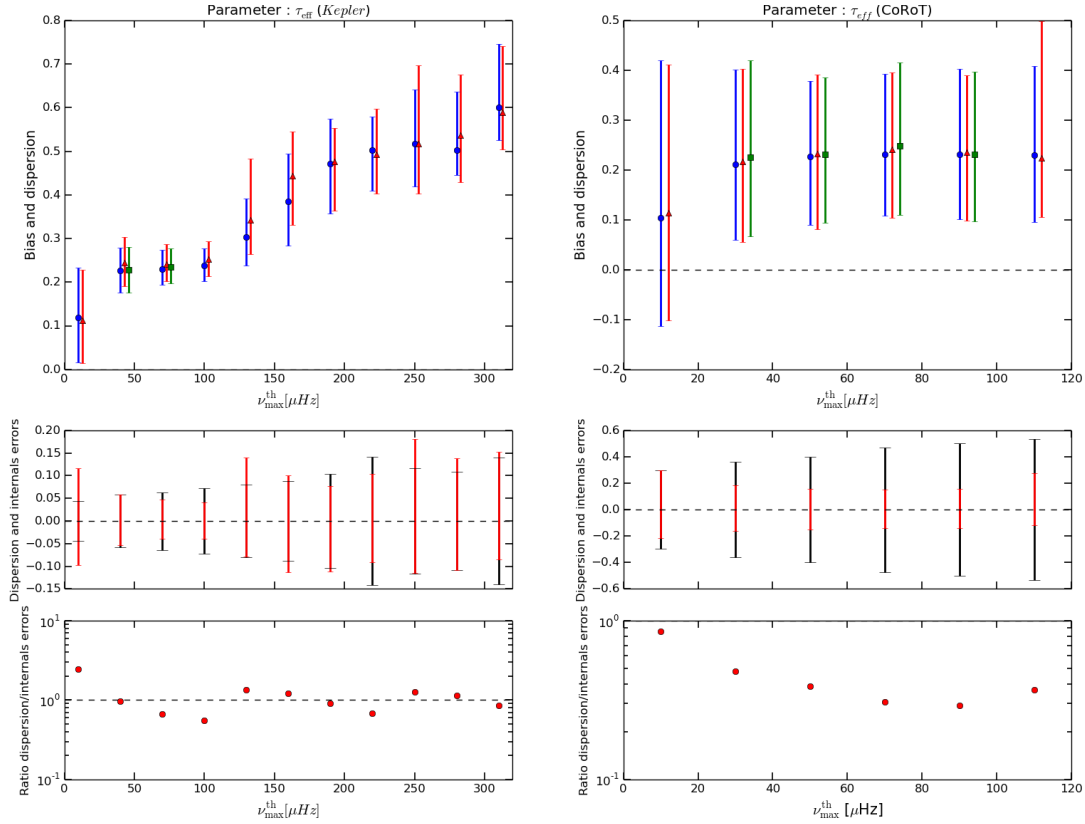 Parameter : τ_eff (Kepler)
Bias and dispersion
0.8
0.7
0.6
0.5
0.4
0.3
0.2
0.1
0.0
0 50 100 150 200 250 300
ν_max^th[μHz]
Dispersion and internals errors
0.20
0.15
0.10
0.05
0.00
−0.05
−0.10
−0.15
Ratio dispersion/internals errors
10^1
10^0
10^-1
0 50 100 150 200 250 300
ν_max^th[μHz]
Parameter : τ_eff (CoRoT)
Bias and dispersion
0.5
0.4
0.3
0.2
0.1
0.0
−0.1
−0.2
0 20 40 60 80 100 120
ν_max^th[μHz]
Dispersion and internals errors
0.6
0.4
0.2
0.0
−0.2
−0.4
−0.6
Ratio dispersion/internals errors
10^0
10^-1
0 20 40 60 80 100 120
ν_max^th [μHz]